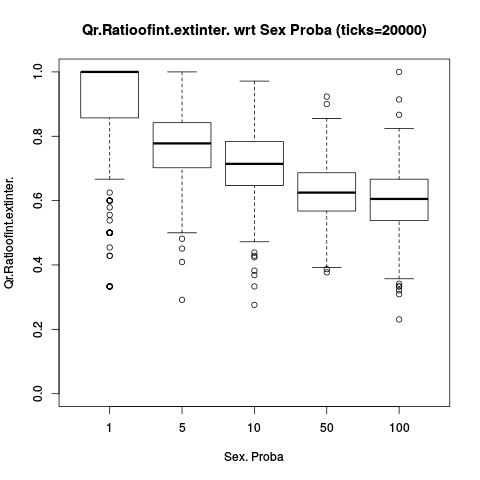 Qr.Ratioofint.extinter. wrt Sex Proba (ticks=20000)
Qr.Ratioofint.extinter.
1.0
0.8
0.6
0.4
0.2
0.0
1 5 10 50 100
Sex. Proba